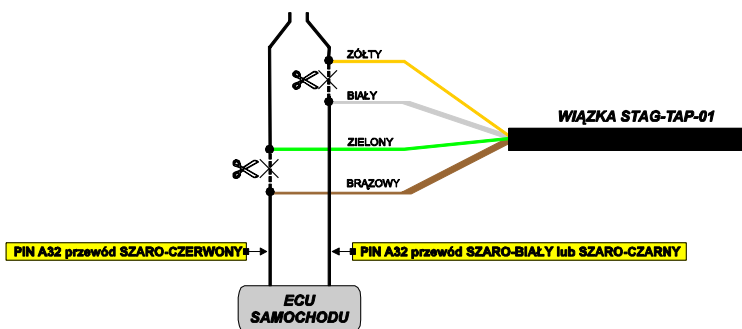 ZÓŁTY
BIAŁY
WIĄZKA STAG-TAP-01
ZIELONY
BRĄZOWY
PIN A32 przewód SZARO-CZERWONY
PIN A32 przewód SZARO-BIAŁY lub SZARO-CZARNY
ECU
SAMOCHODU